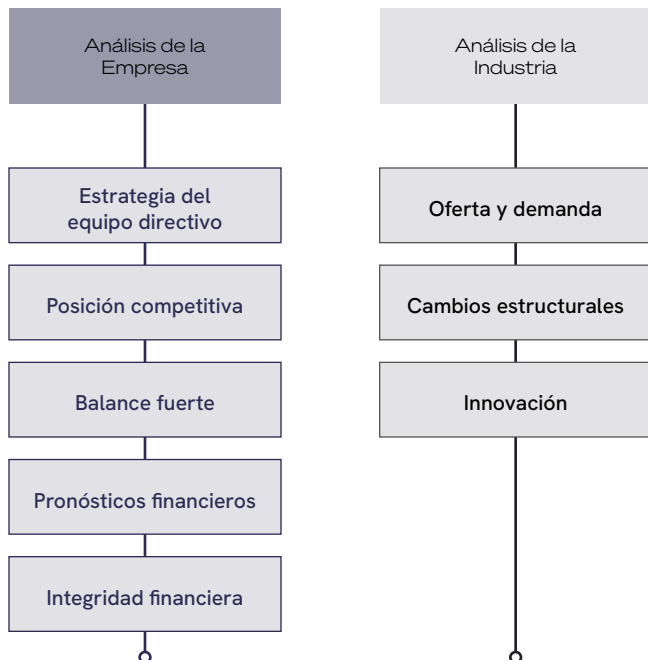 Análisis de la
Empresa
Estrategia del
equipo directivo
Posición competitiva
Balance fuerte
Pronósticos financieros
Integridad financiera
Análisis de la
Industria
Oferta y demanda
Cambios estructurales
Innovación